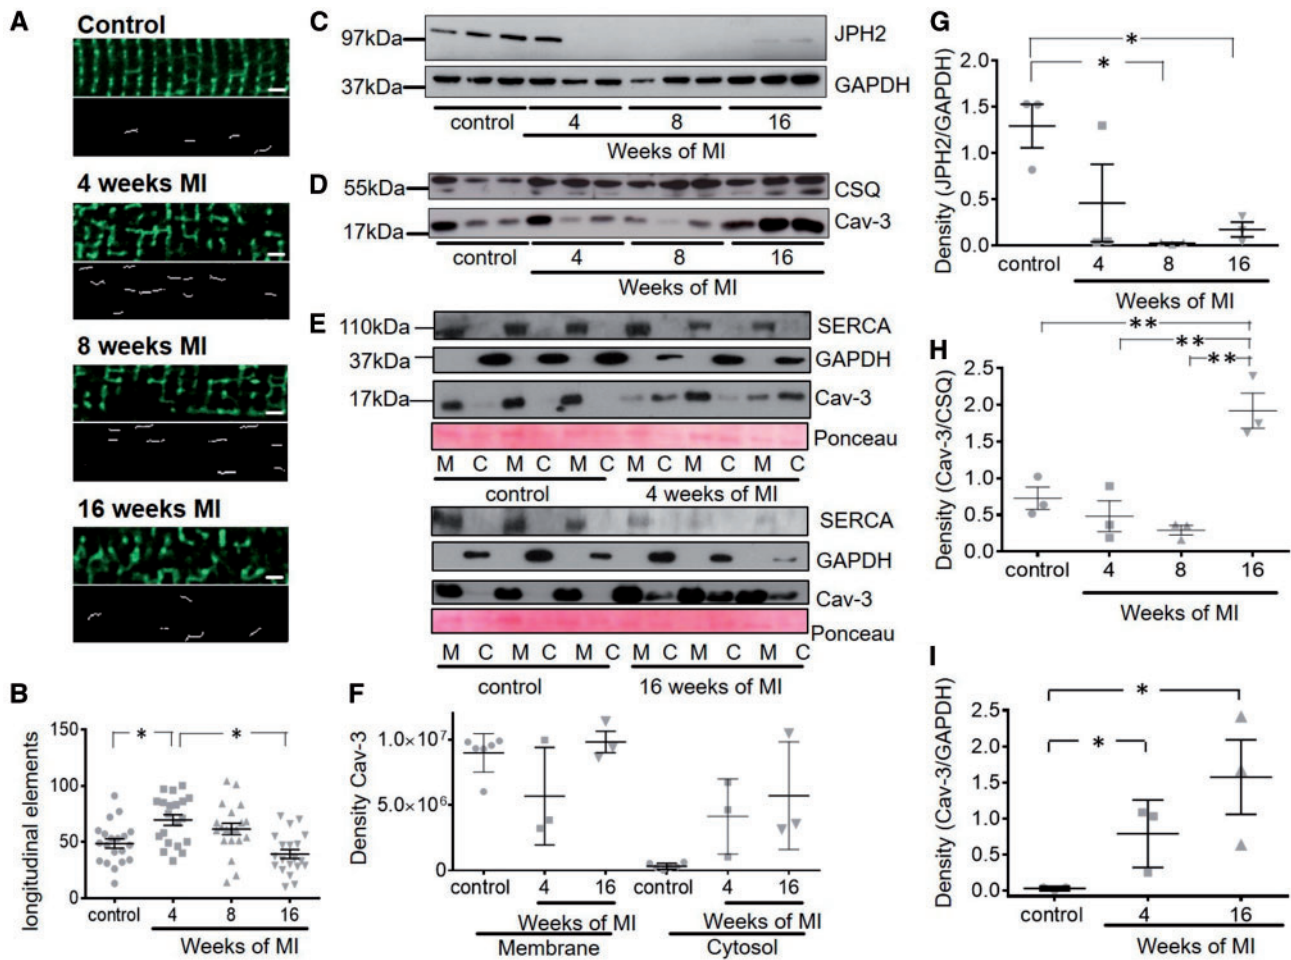 A
Control
4 weeks MI
8 weeks MI
16 weeks MI
B
longitudinal elements
150
100
50
0
* *
control 4 8 16
Weeks of MI
C
97kDa JPH2
37kDa GAPDH
control 4 8 16
Weeks of MI
D
55kDa CSQ
17kDa Cav-3
control 4 8 16
Weeks of MI
E
110kDa SERCA
37kDa GAPDH
17kDa Cav-3
Ponceau
M C M C M C M C M M C
control 4 weeks of MI
SERCA
GAPDH
Cav-3
Ponceau
M C M C M C M C M C M C
control 16 weeks of MI
F
Density Cav-3
1.0×10⁷
5.0×10⁶
0
control 4 16 control 4 16
Weeks of MI Weeks of MI
Membrane Cytosol
G
Density (JPH2/GAPDH)
2.0
1.5
1.0
0.5
0.0
*
*
control 4 8 16
Weeks of MI
H
Density (Cav-3/CSQ)
2.5
2.0
1.5
1.0
0.5
0.0
**
**
**
control 4 8 16
Weeks of MI
I
Density (Cav-3/GAPDH)
2.5
2.0
1.5
1.0
0.5
0.0
*
*
control 4 16
Weeks of MI